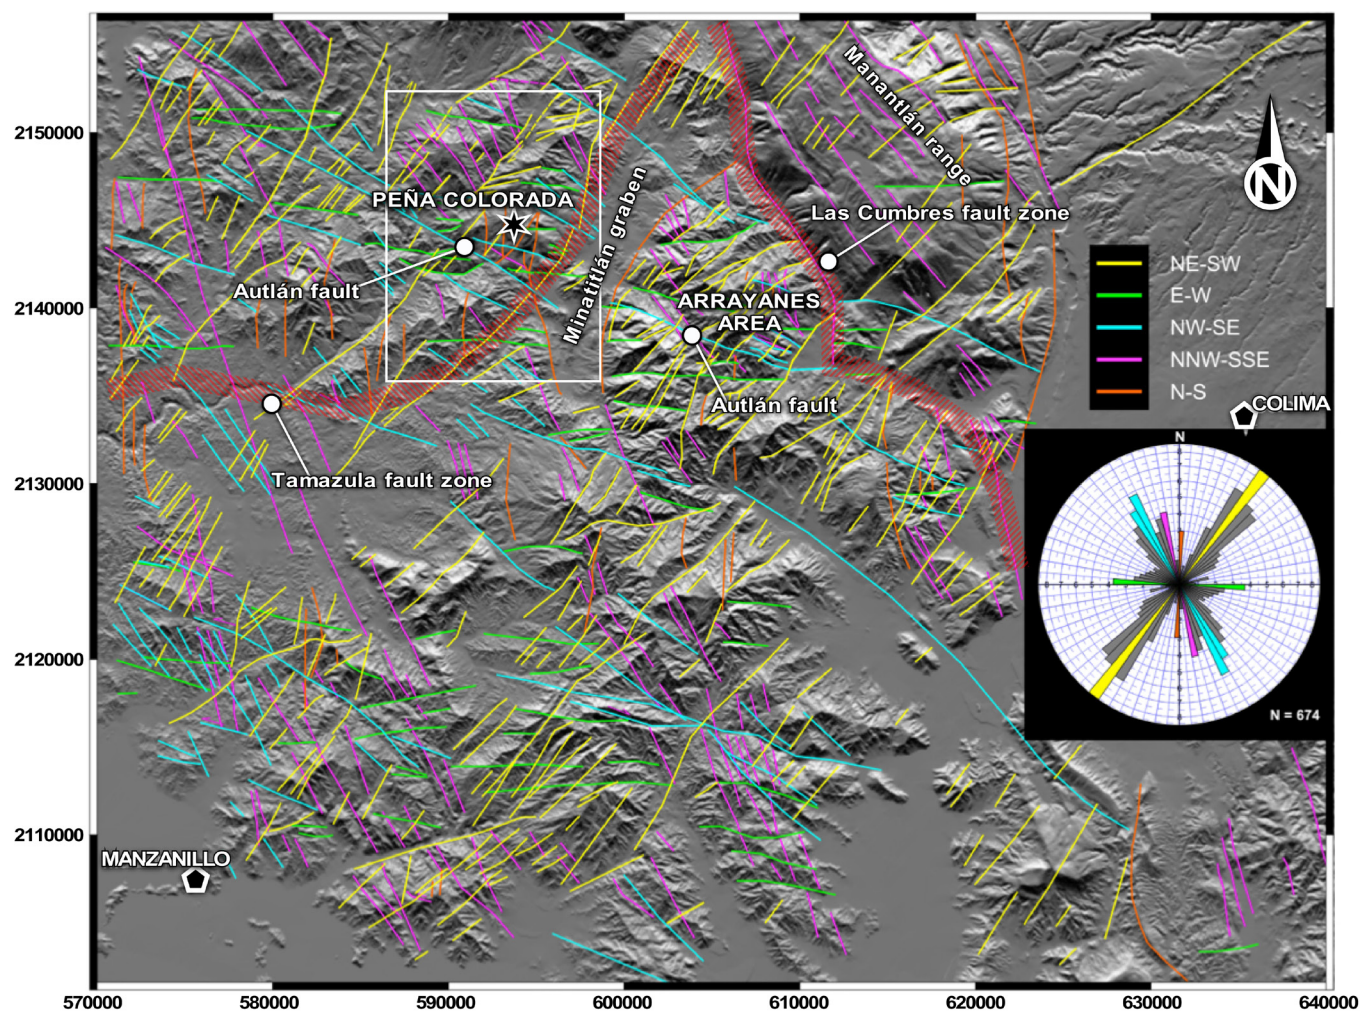 2150000
2140000
2130000
2120000
2110000
570000
580000
590000
600000
610000
620000
630000
640000
Manantlán range
PEÑA COLORADA
Autlán fault
Minatitlán graben
Las Cumbres fault zone
ARRAYANES
AREA
Autlán fault
Tamazula fault zone
MANZANILLO
COLIMA
N
NE-SW
E-W
NW-SE
NNW-SSE
N-S
N
N = 674